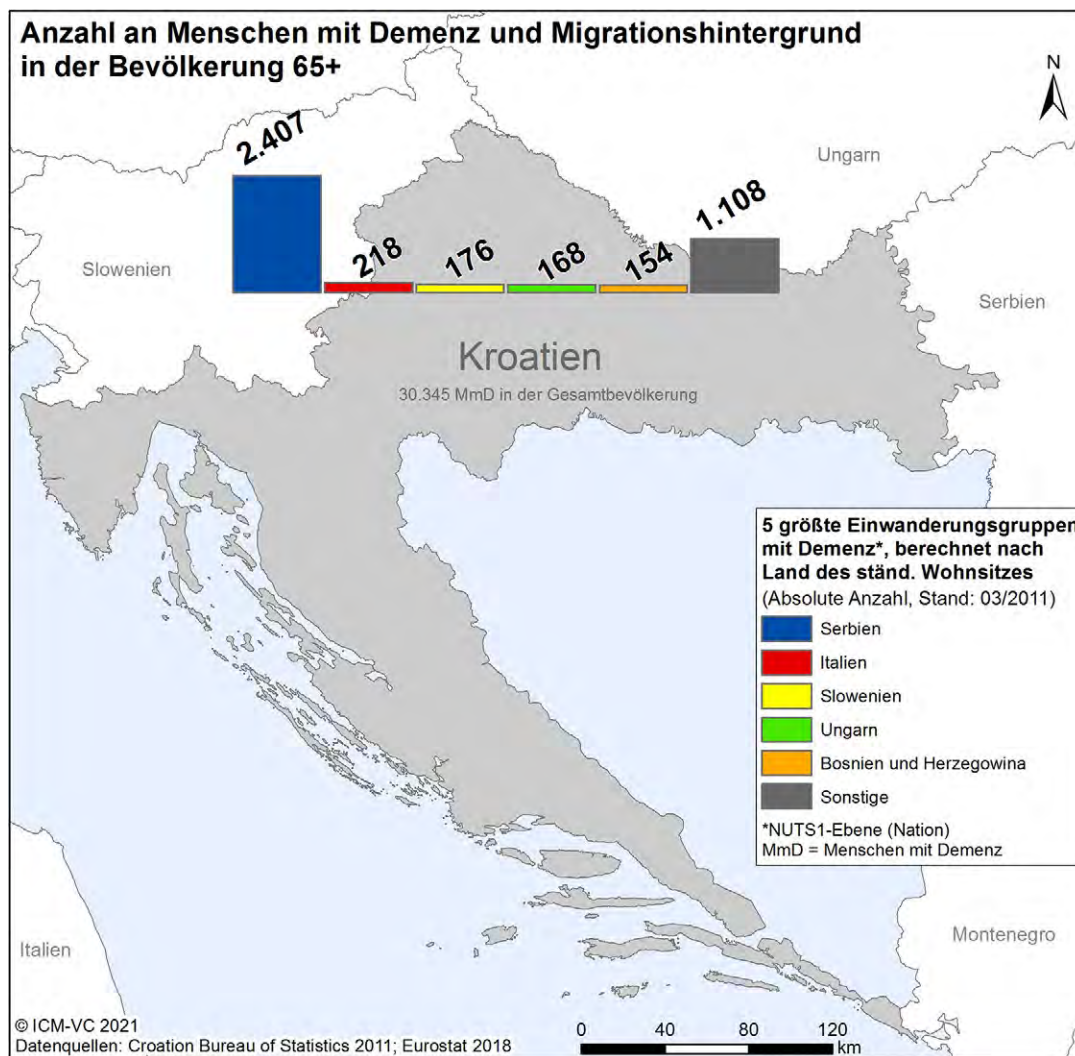 Anzahl an Menschen mit Demenz und Migrationshintergrund
in der Bevölkerung 65+
N
2.407
Ungarn
1.108
218
176
168
154
Slowenien
Serbien
Kroatien
30.345 MmD in der Gesamtbevölkerung
5 größte Einwanderungsgruppen
mit Demenz*, berechnet nach
Land des ständ. Wohnsitzes
(Absolute Anzahl, Stand: 03/2011)
Serbien
Italien
Slowenien
Ungarn
Bosnien und Herzegowina
Sonstige
*NUTS1-Ebene (Nation)
MmD = Menschen mit Demenz
Italien
Montenegro
© ICM-VC 2021
Datenquellen: Croation Bureau of Statistics 2011; Eurostat 2018
0 40 80 120
km